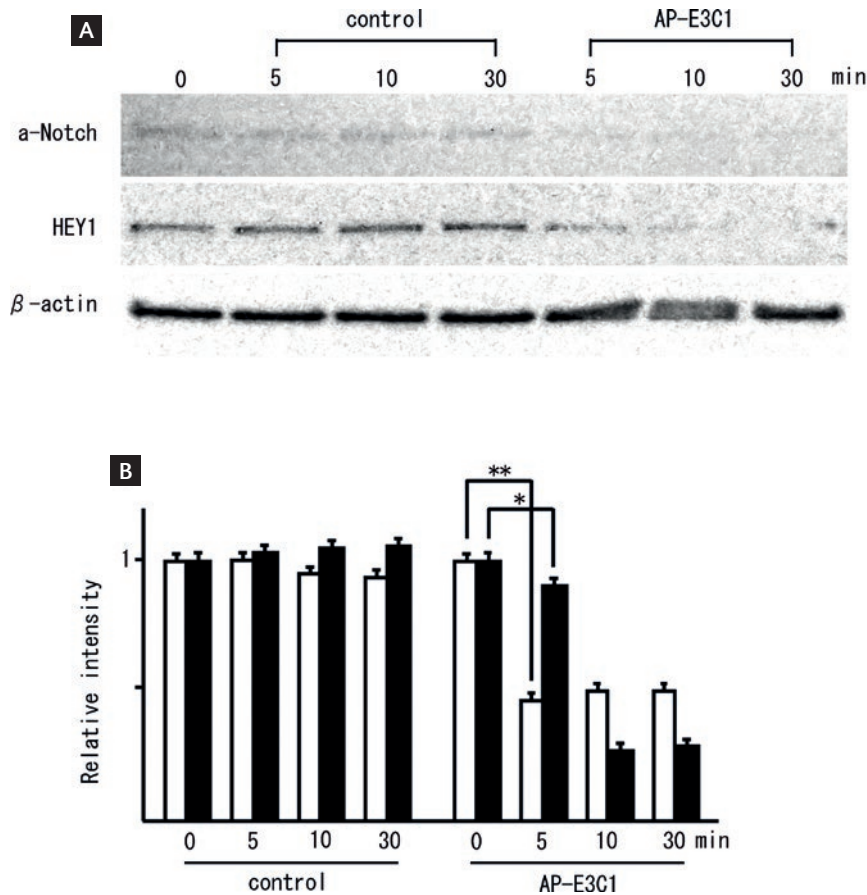 A
control AP-E3C1
0 5 10 30 5 10 30 min
a-Notch
HEY1
β-actin
B
**
*
1
Relative intensity
0 5 10 30 0 5 10 30 min
control AP-E3C1